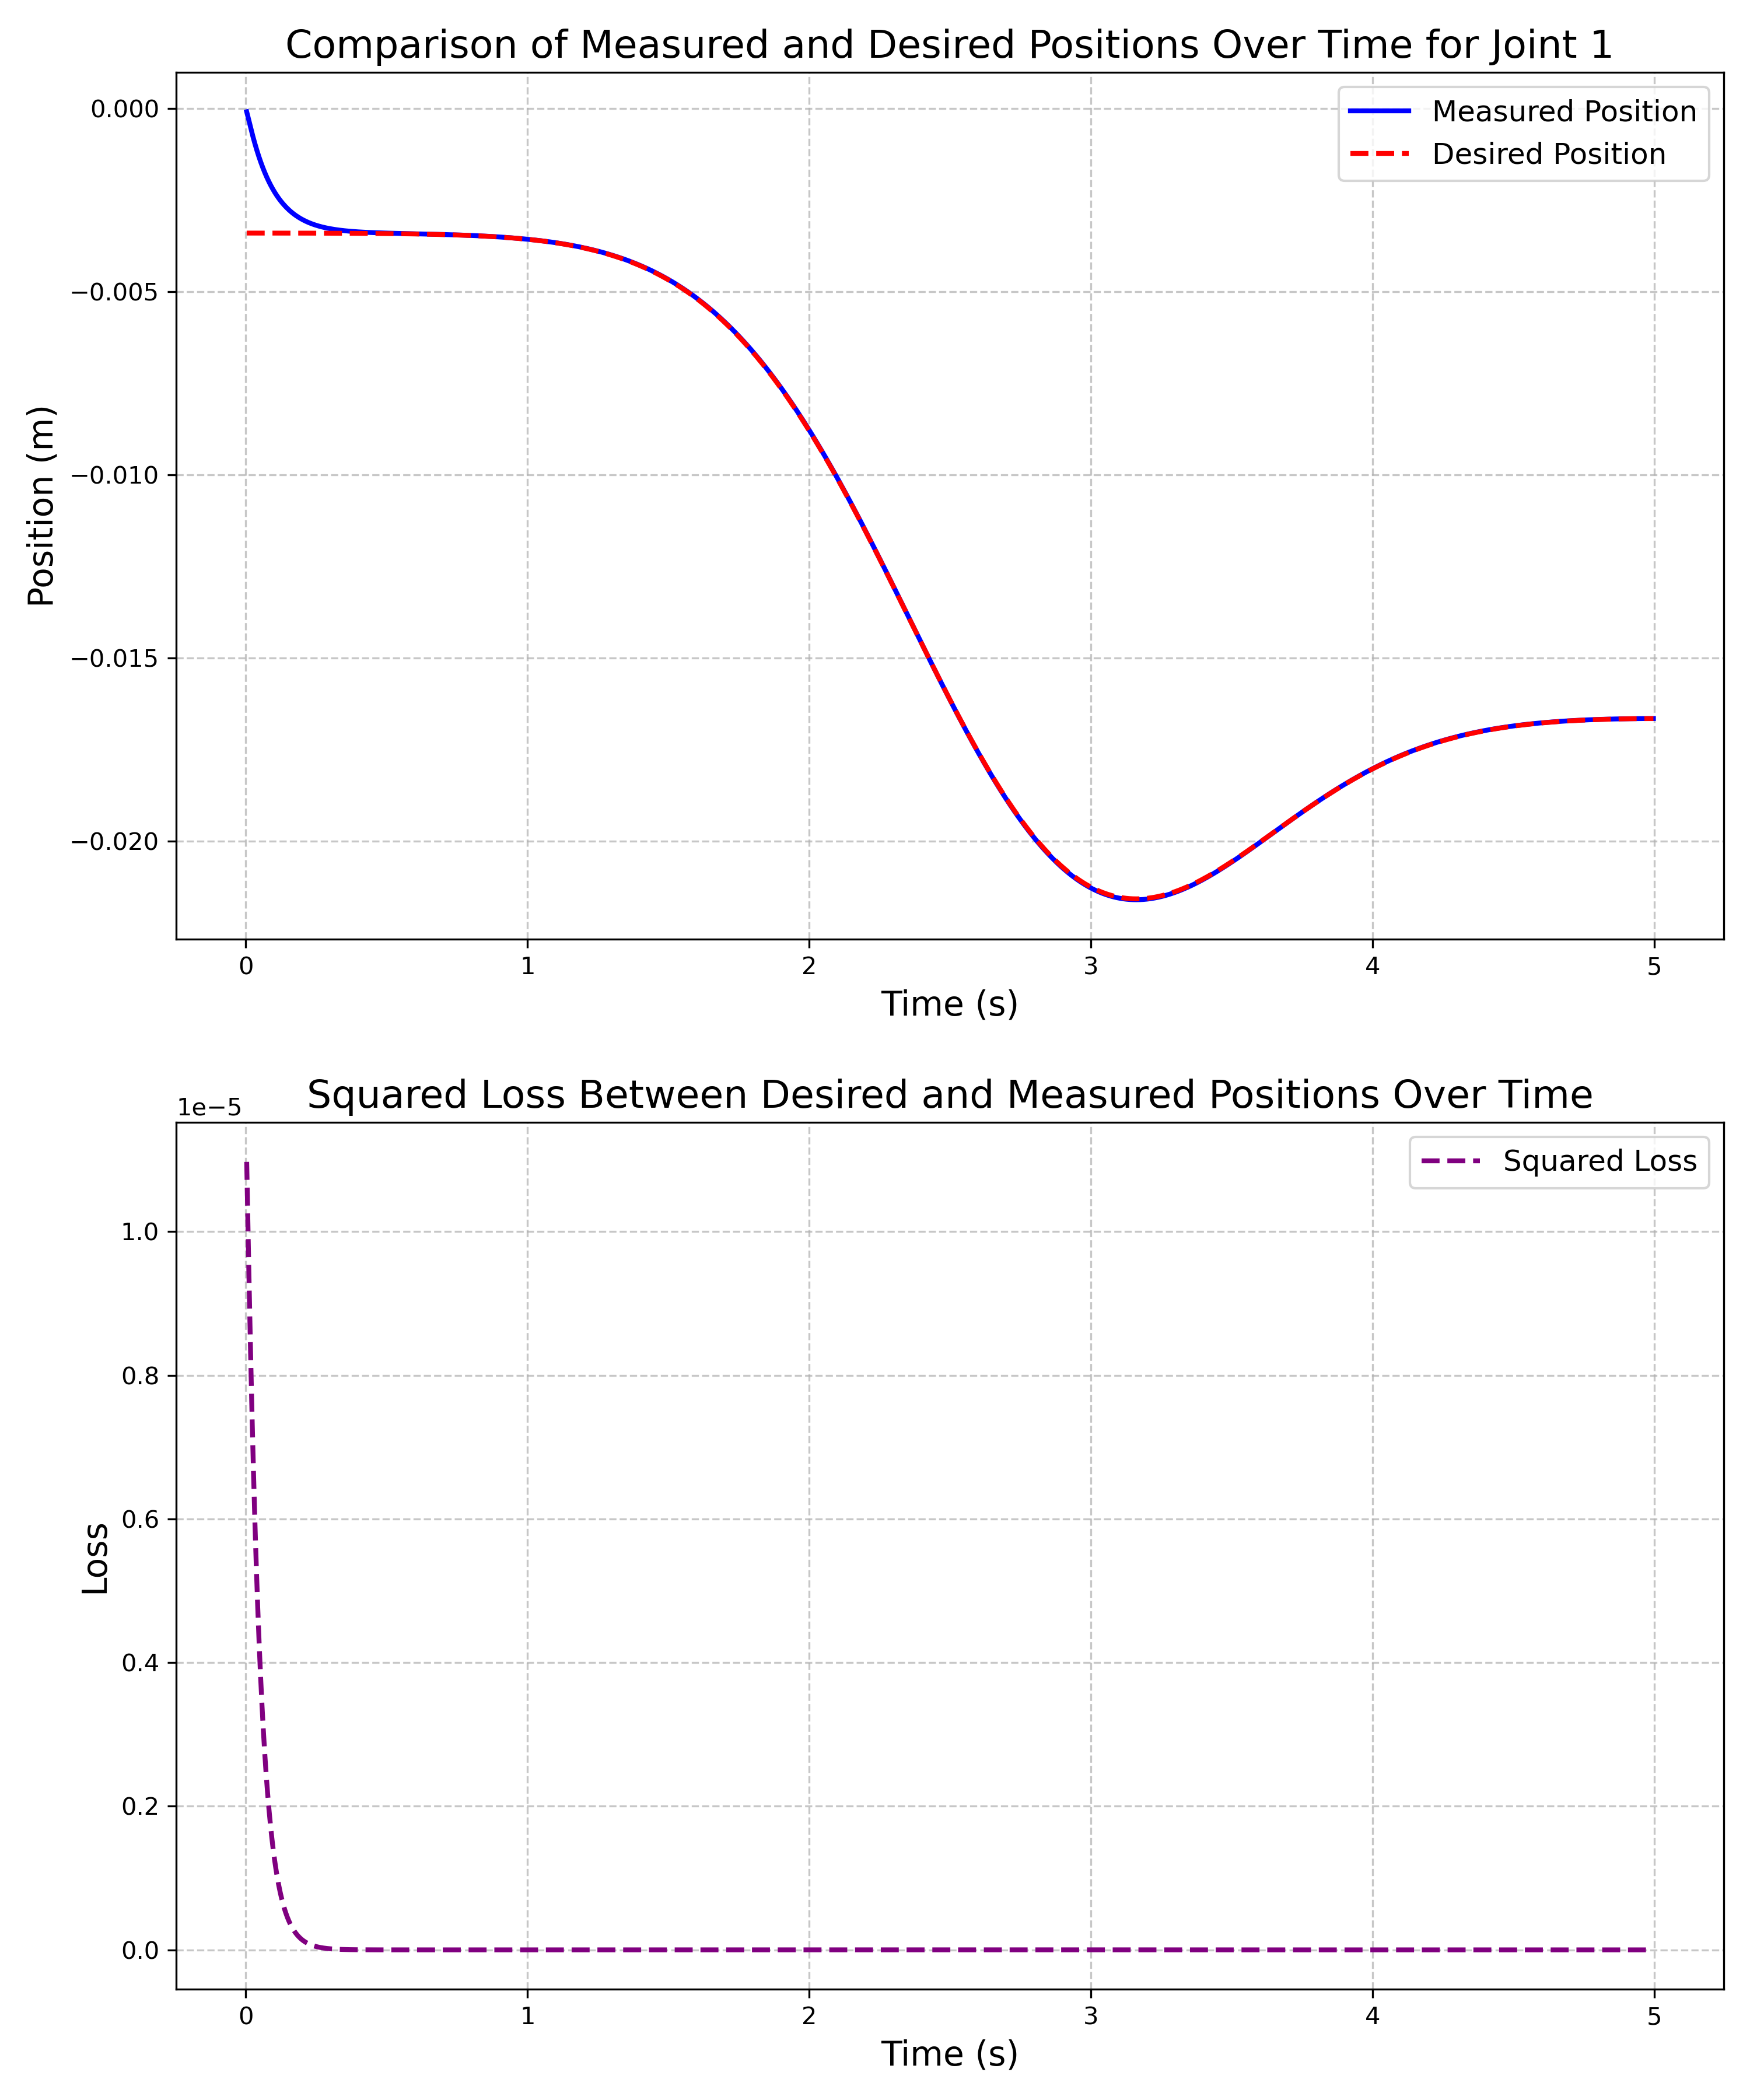 Comparison of Measured and Desired Positions Over Time for Joint 1
Measured Position
Desired Position
Position (m)
0.000
−0.005
−0.010
−0.015
−0.020
0 1 2 3 4 5
Time (s)
Squared Loss Between Desired and Measured Positions Over Time
1e−5
Squared Loss
Loss
1.0
0.8
0.6
0.4
0.2
0.0
0 1 2 3 4 5
Time (s)